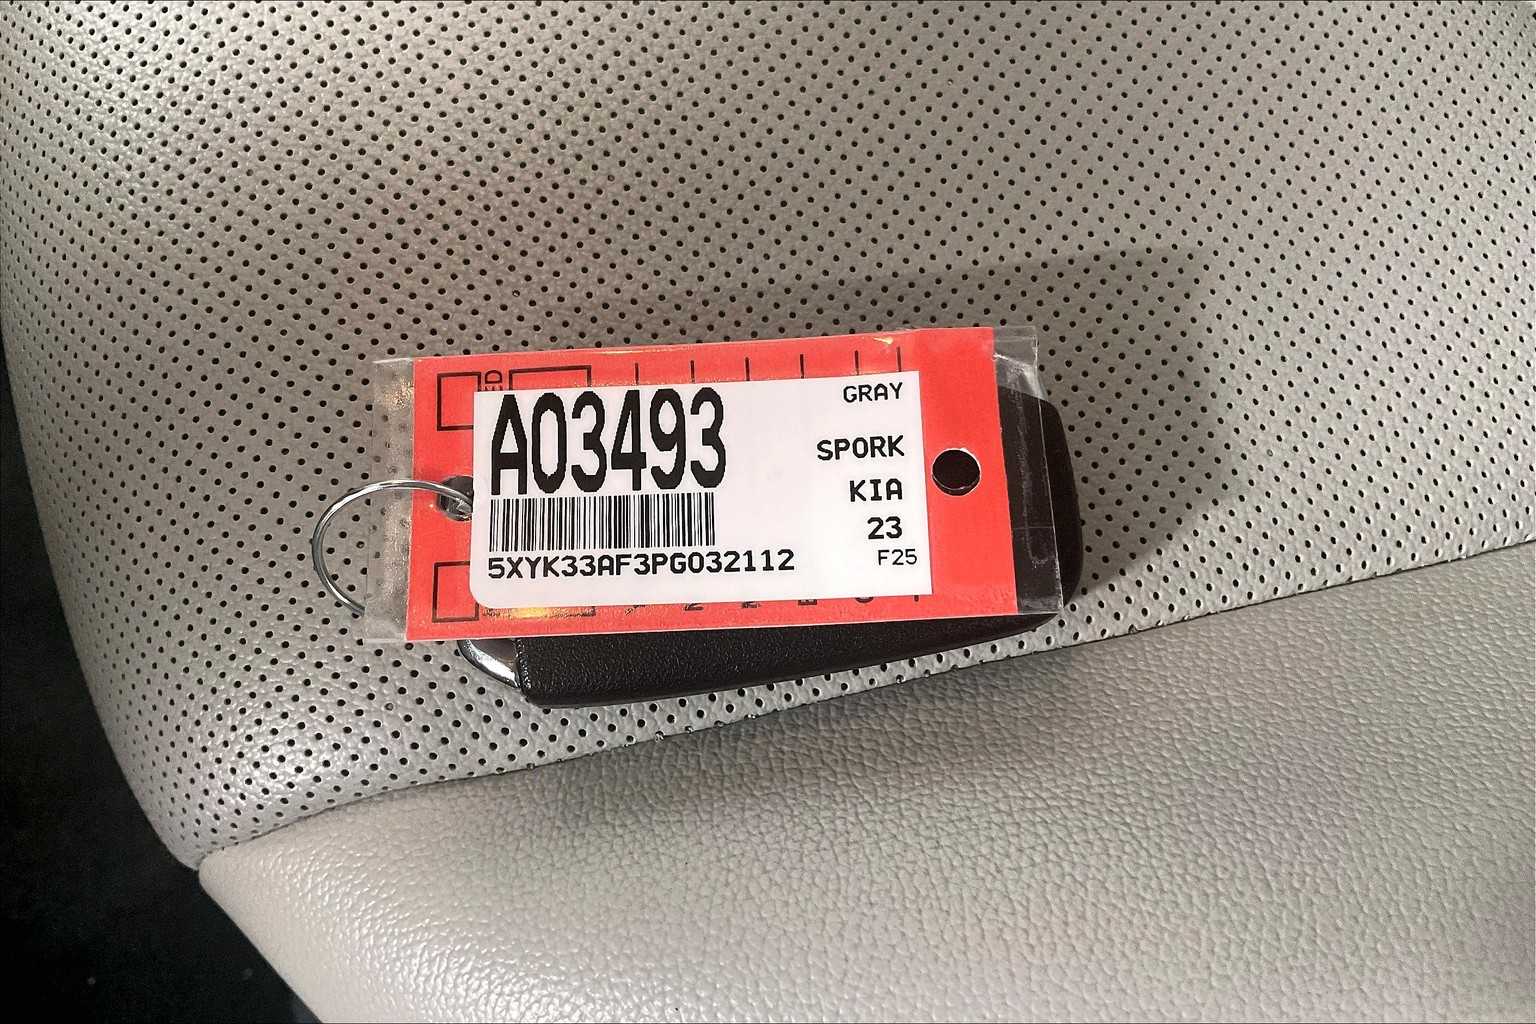 A03493
GRAY
SPORK
KIA
23
F25
5XYK33AF3PG032112